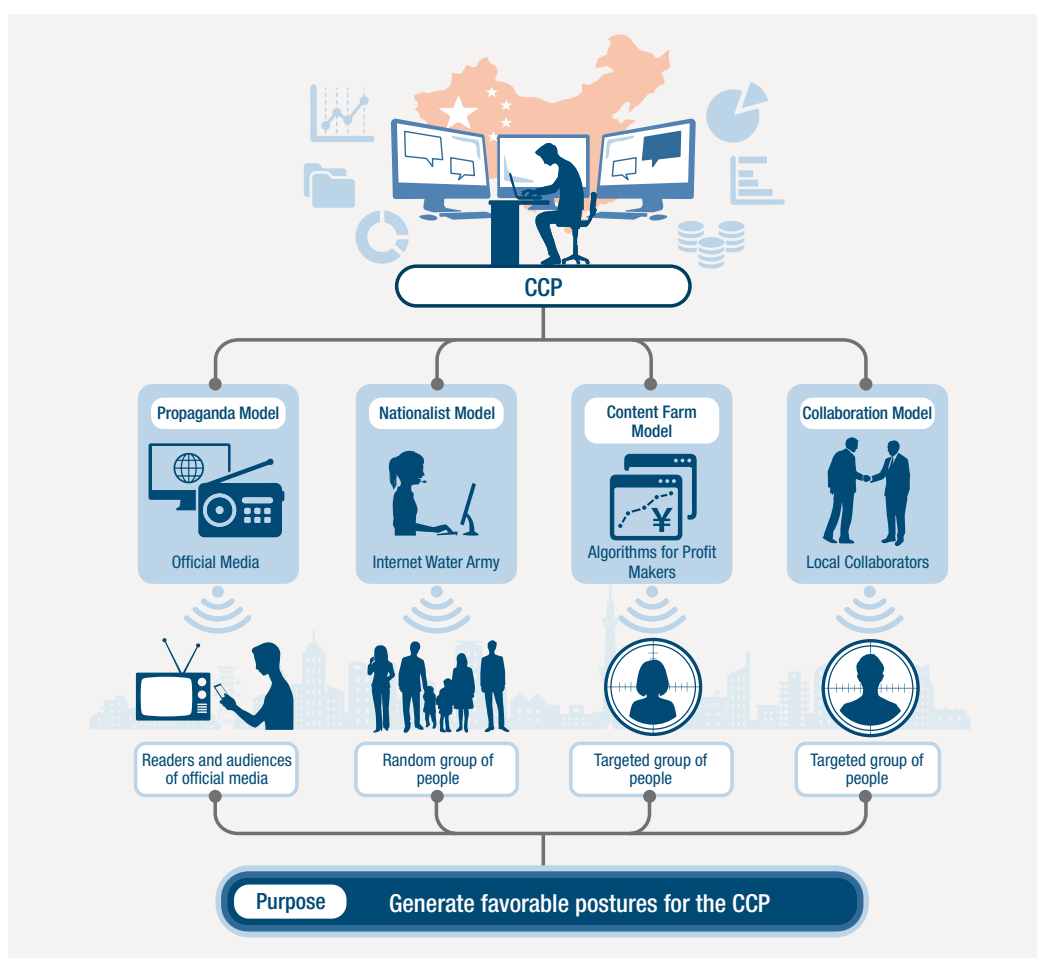 CCP
Propaganda Model
Official Media
Nationalist Model
Internet Water Army
Content Farm
Model
¥
Algorithms for Profit
Makers
Collaboration Model
Local Collaborators
Readers and audiences
of official media
Random group of
people
Targeted group of
people
Targeted group of
people
Purpose
Generate favorable postures for the CCP